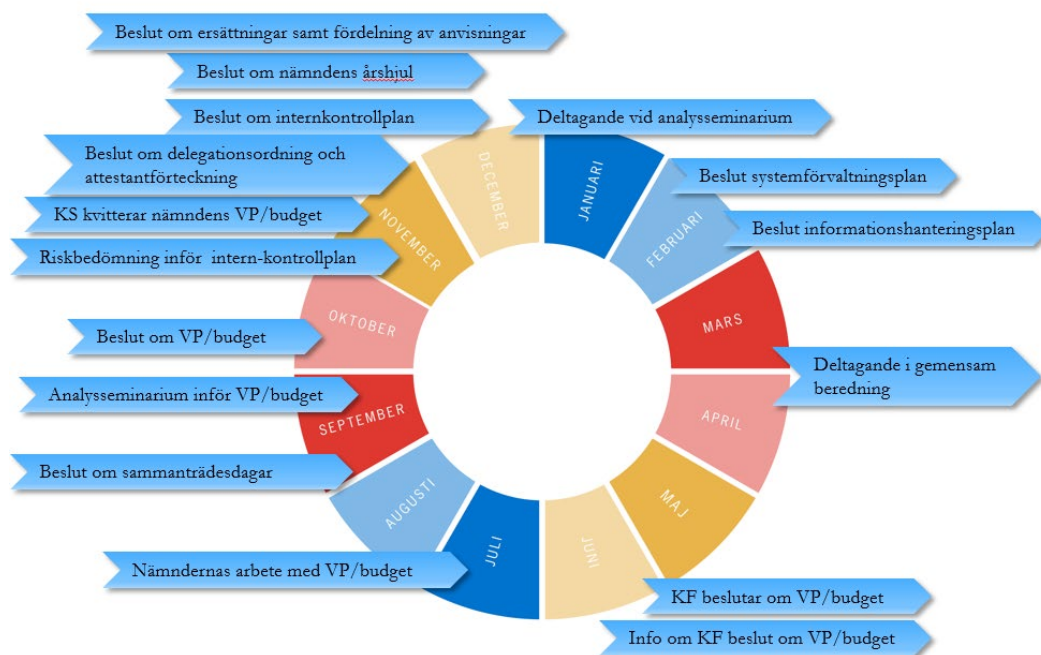 Beslut om ersättningar samt fördelning av anvisningar
Beslut om nämndens årshjul
Beslut om internkontrollplan
Deltagande vid analysseminarium
Beslut om delegationsordning och
attestantförteckning
KS kvitterar nämndens VP/budget
Riskbedömning inför intern-kontrollplan
Beslut om VP/budget
Analysseminarium inför VP/budget
Beslut om sammanträdesdagar
Nämndernas arbete med VP/budget
Beslut systemförvaltningsplan
Beslut informationshanteringsplan
Deltagande i gemensam
beredning
KF beslutar om VP/budget
Info om KF beslut om VP/budget
JANUARI
FEBRUARI
MARS
APRIL
MAJ
JUNI
JULI
AUGUSTI
SEPTEMBER
OKTOBER
NOVEMBER
DECEMBER